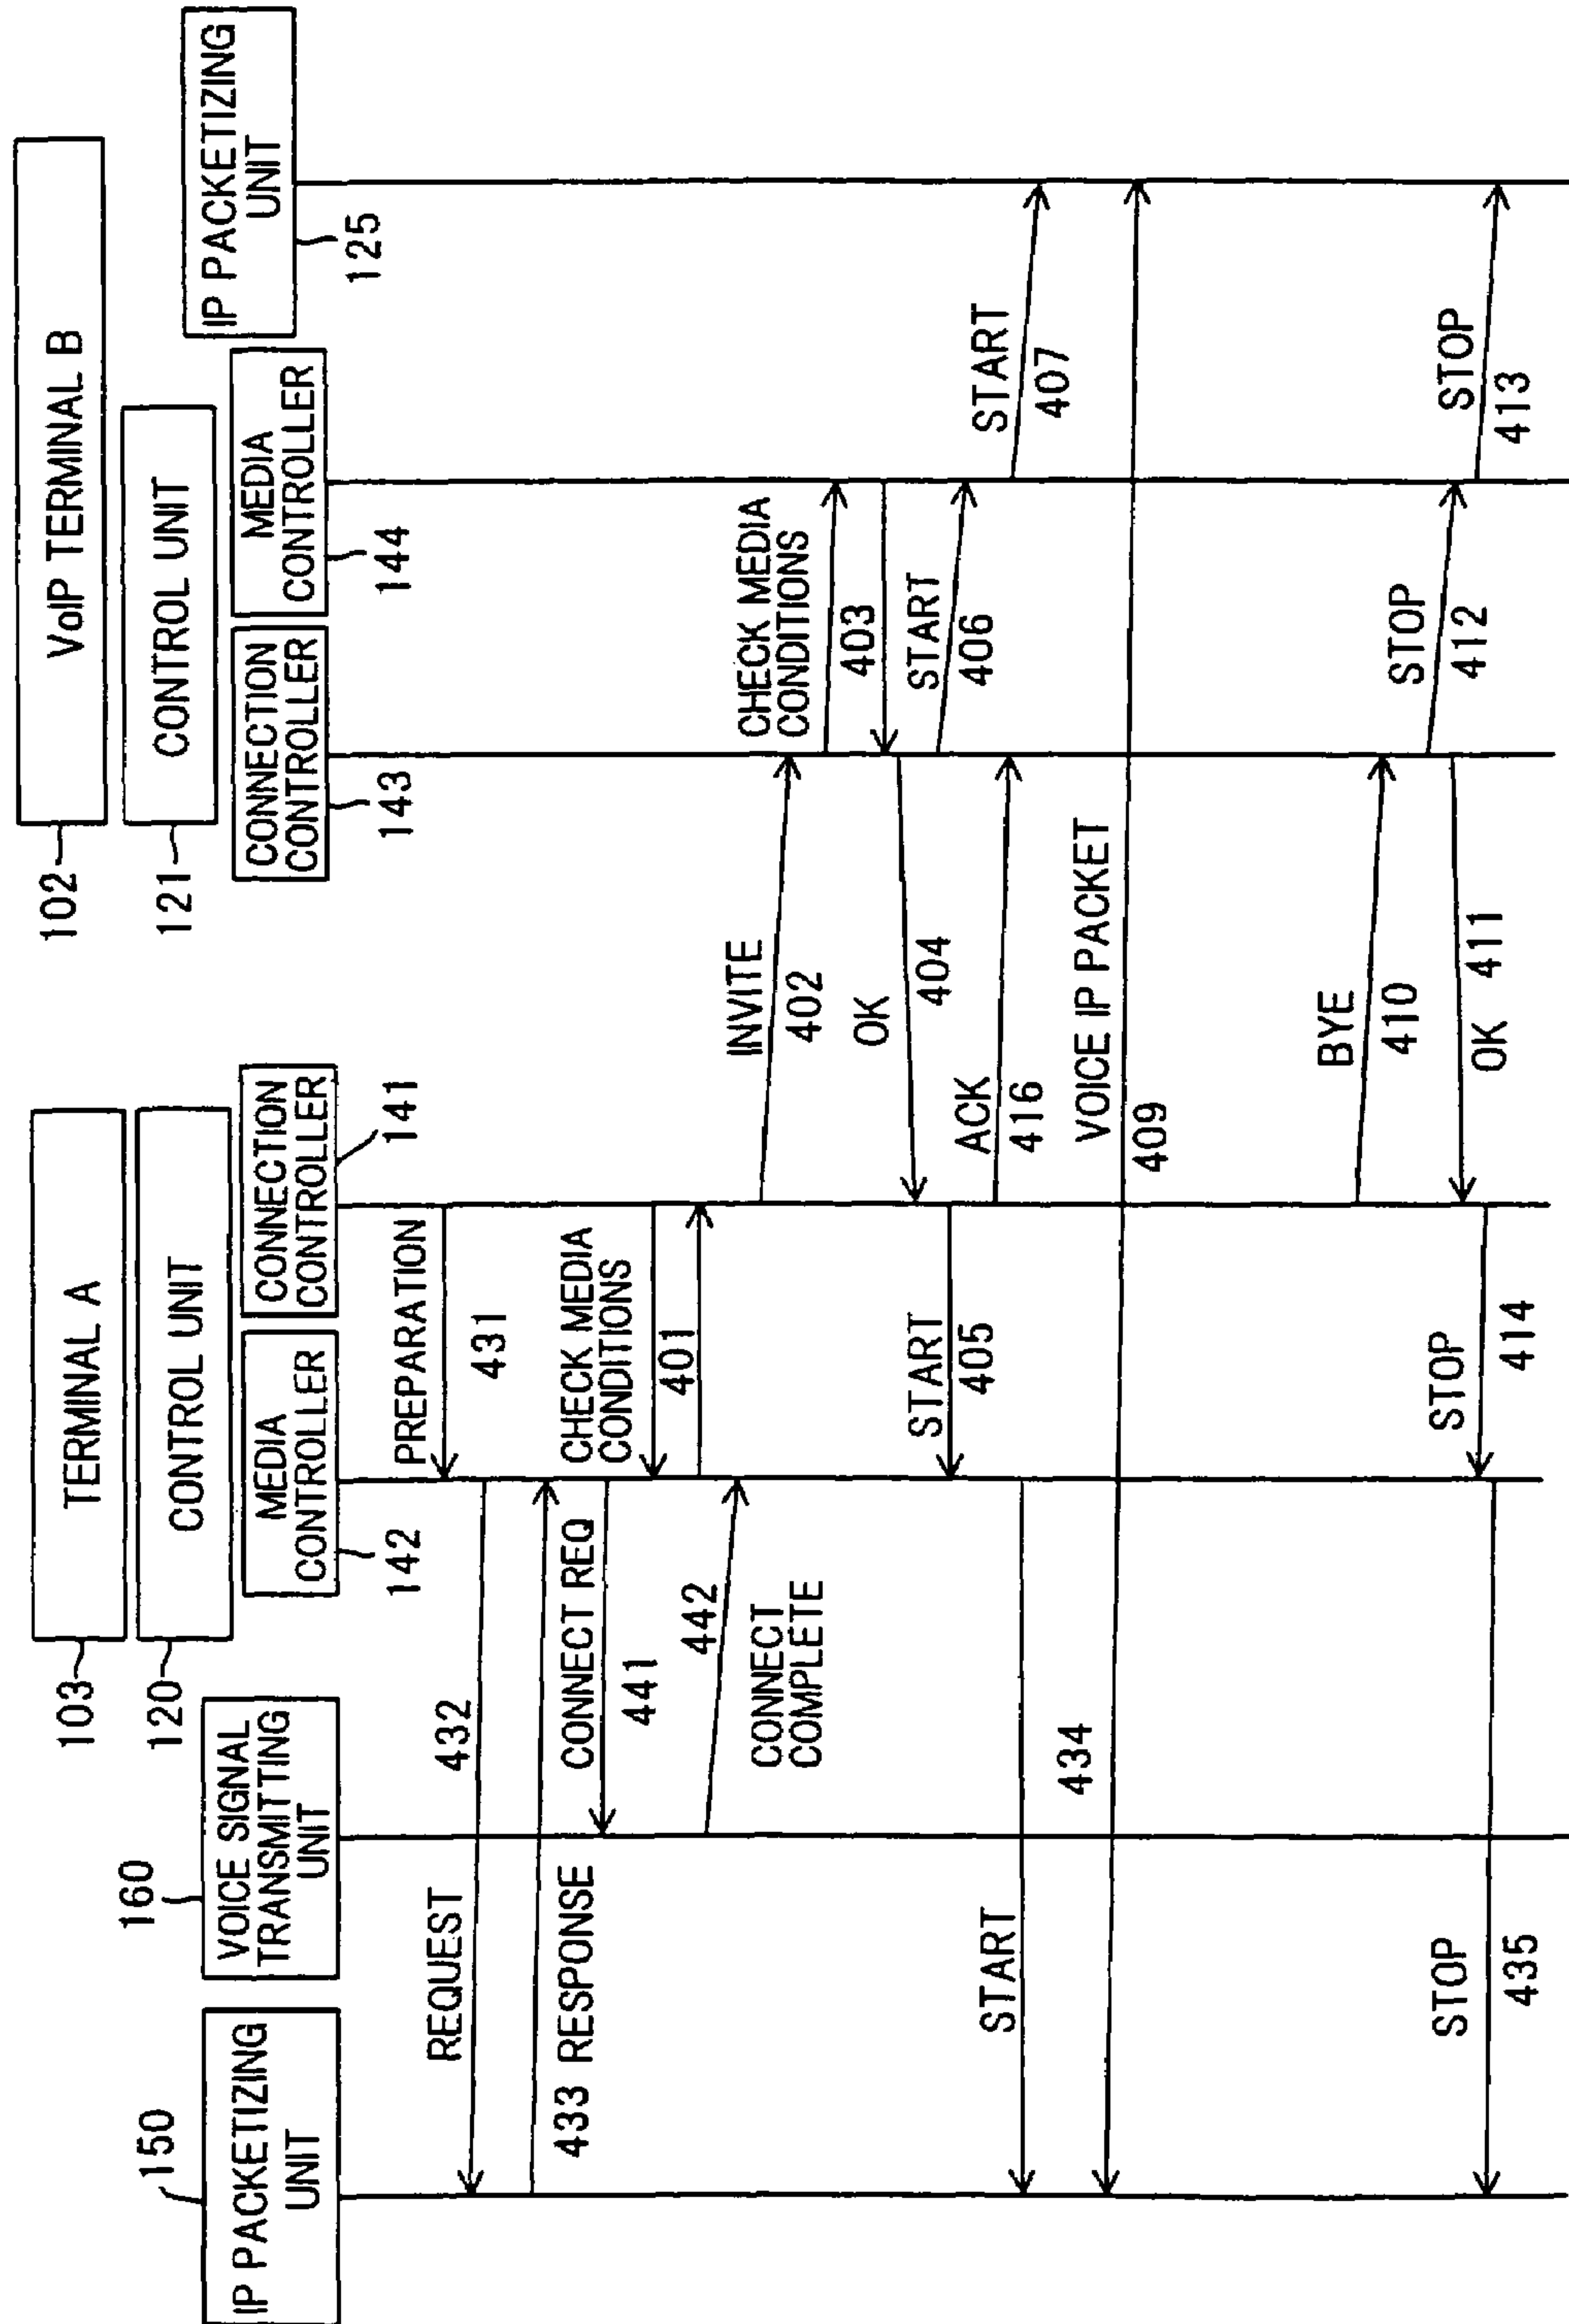 IP PACKETIZING
UNIT
150
VOICE SIGNAL
TRANSMITTING
UNIT
160
TERMINAL A
103
CONTROL UNIT
120
MEDIA
CONTROLLER
142
CONNECTION
CONTROLLER
141
VoIP TERMINAL B
102
CONTROL UNIT
121
CONNECTION
CONTROLLER
143
MEDIA
CONTROLLER
144
IP PACKETIZING
UNIT
125
PREPARATION
431
REQUEST
432
433 RESPONSE
CONNECT REQ
441
CHECK MEDIA
CONDITIONS
401
442
CONNECT
COMPLETE
INVITE
402
CHECK MEDIA
CONDITIONS
403
OK
404
START
405
START
406
ACK
416
START
407
START
434
VOICE IP PACKET
409
BYE
410
STOP
412
OK
411
STOP
413
STOP
414
STOP
435